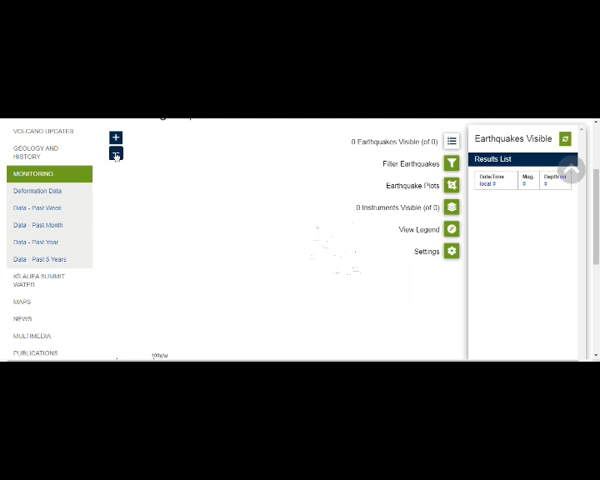 VOLCANO UPDATES
GEOLOGY AND
HISTORY
MONITORING
Deformation Data
Data - Past Week
Data - Past Month
Data - Past Year
Data - Past 5 Years
KĪLAUEA SUMMIT
WATER
MAPS
NEWS
MULTIMEDIA
PUBLICATIONS
0 Earthquakes Visible (of 0)
Filter Earthquakes
Earthquake Plots
0 Instruments Visible (of 0)
View Legend
Settings
Earthquakes Visible
Results List
Date/Time
local
Mag.
Depth